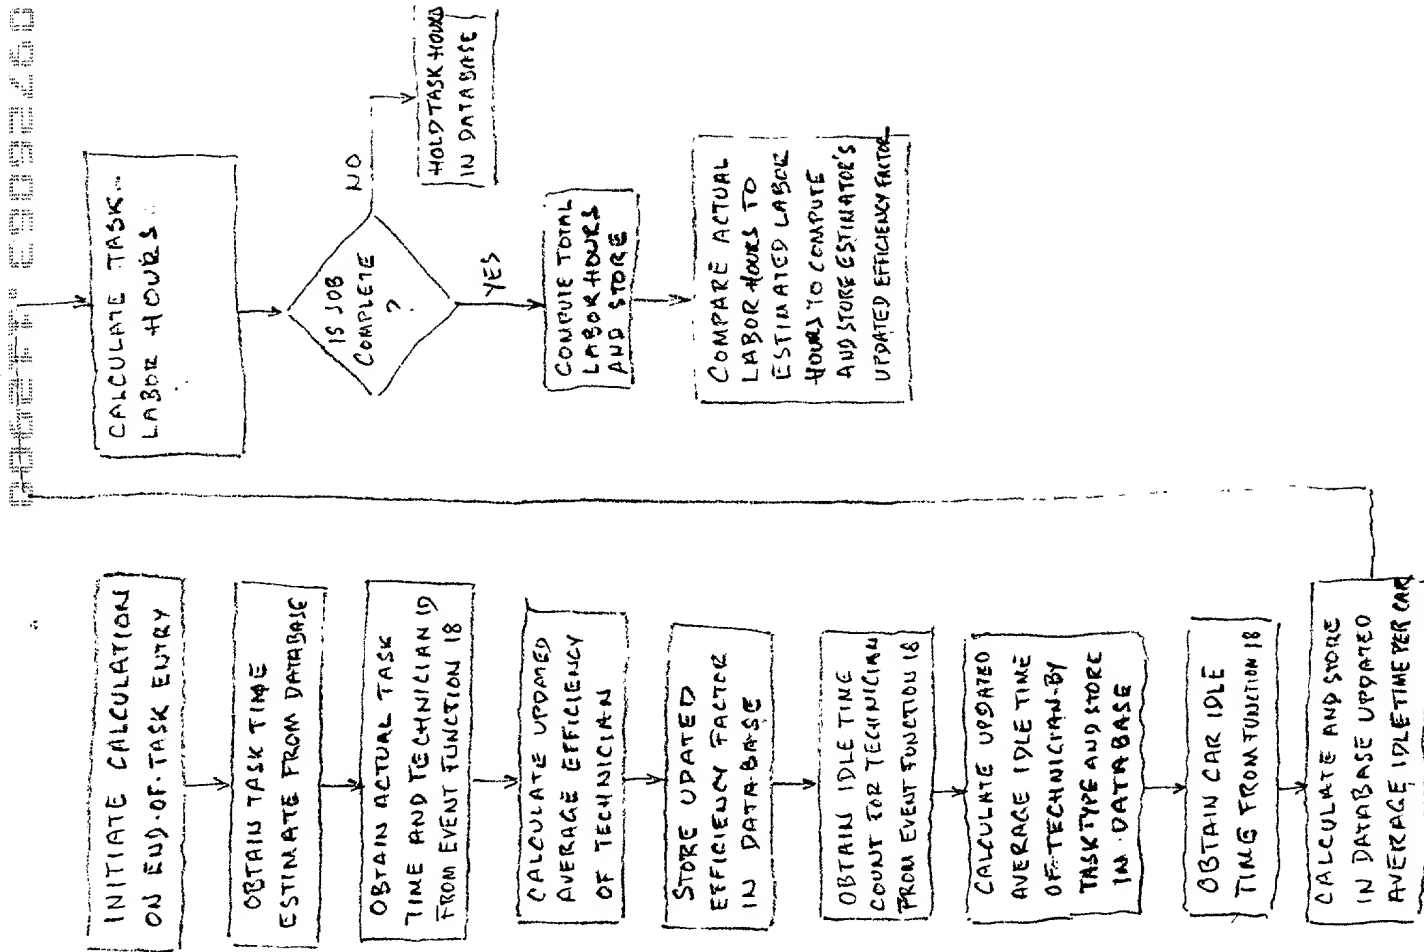 INITIATE CALCULATION
ON END-OF-TASK ENTRY
OBTAIN TASK TIME
ESTIMATE FROM DATABASE
OBTAIN ACTUAL TASK
TIME AND TECHNICIAN ID
FROM EVENT FUNCTION 18
CALCULATE UPDATED
AVERAGE EFFICIENCY
OF TECHNICIAN
STORE UPDATED
EFFICIENCY FACTOR
IN DATABASE
OBTAIN IDLE TIME
COUNT FOR TECHNICIAN
FROM EVENT FUNCTION 18
CALCULATE UPDATED
AVERAGE IDLE TIME
OF TECHNICIAN BY
TASK TYPE AND STORE
IN DATABASE
OBTAIN CAR IDLE
TIME FROM FUNCTION 18
CALCULATE AND STORE
IN DATABASE UPDATED
AVERAGE IDLE TIME PER CAR
CALCULATE TASK
LABOR HOURS
IS JOB
COMPLETE
?
NO
HOLD TASK HOURS
IN DATABASE
YES
COMPUTE TOTAL
LABOR HOURS
AND STORE
COMPARE ACTUAL
LABOR HOURS TO
ESTIMATED LABOR
HOURS TO COMPUTE
AND STORE ESTIMATOR'S
UPDATED EFFICIENCY FACTOR